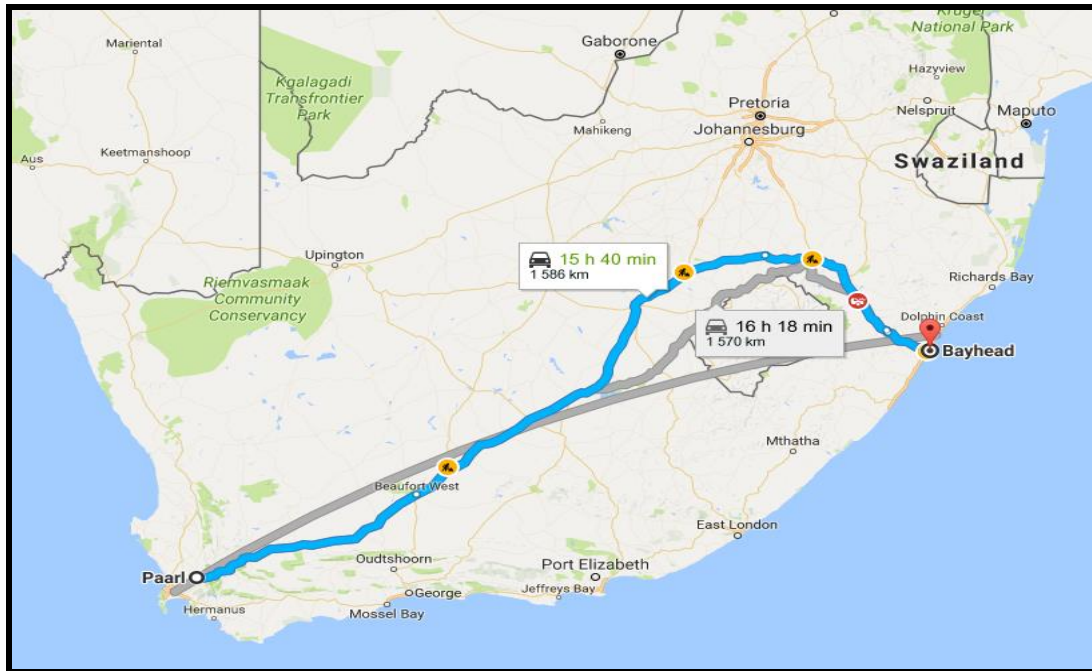 Mariental
Gaborone
Kruger
National Park
Kgalagadi
Transfrontier
Park
Hazyview
Pretoria
Nelspruit
Maputo
Mahikeng
Johannesburg
Aus
Keetmanshoop
Swaziland
Upington
15 h 40 min
1 586 km
Riemvasmaak
Community
Conservancy
Richards Bay
16 h 18 min
1 570 km
Dolphin Coast
Bayhead
Mthatha
Beaufort West
East London
Oudtshoorn
Port Elizabeth
Paarl
George
Jeffreys Bay
Hermanus
Mossel Bay